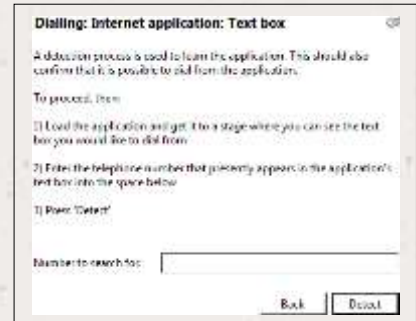 Dialling: Internet application: Text box
A detection process is used to learn the application. This should also
confirm that it is possible to dial from the application.
To proceed, then
1) Load the application and get it to a stage where you can see the text
box you would like to dial from
2) Enter the telephone number that presently appears in the application's
text box into the space below
3) Press 'Detect'
Number to search for:
Back
Detect